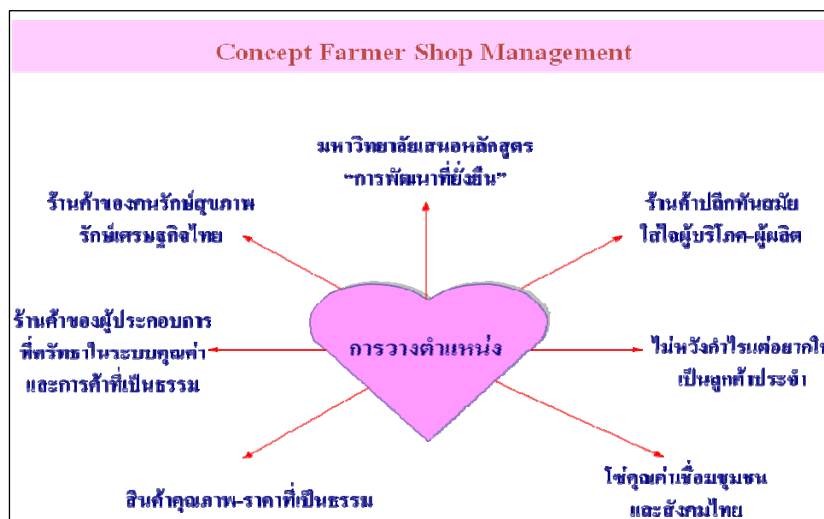 Concept Farmer Shop Management
มหาวิทยาลัยเสนอหลักสูตร
“การพัฒนาที่ยั่งยืน”
ร้านค้าของคนรักษ์สุขภาพ
รักษ์เศรษฐกิจไทย
ร้านค้าปลีกทันสมัย
ใส่ใจผู้บริโภค-ผู้ผลิต
ร้านค้าของผู้ประกอบการ
ที่ศรัทธาในระบบคุณค่า
และการค้าที่เป็นธรรม
การวางตำแหน่ง
ไม่หวังกำไรแต่อยากให้
เป็นลูกค้าประจำ
สินค้าคุณภาพ-ราคาที่เป็นธรรม
โซ่คุณค่าเชื่อมชุมชน
และสังคมไทย